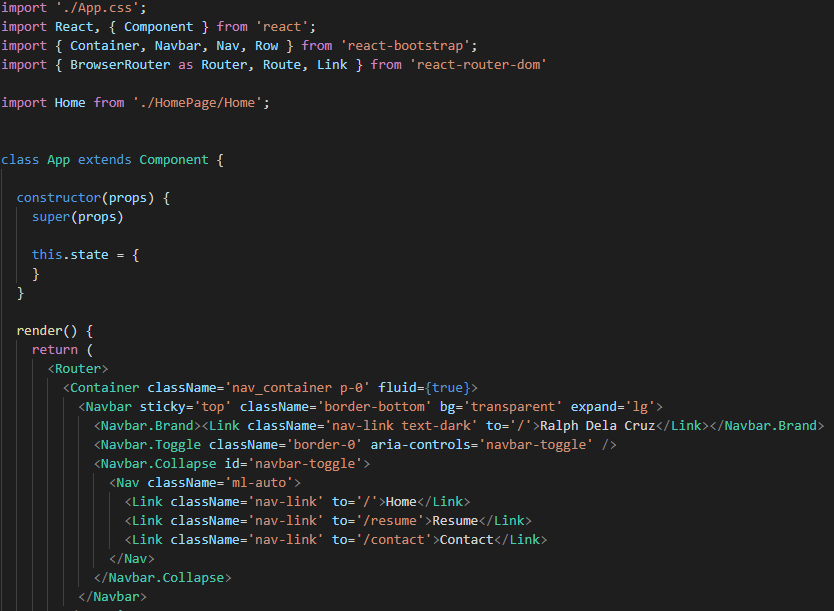 import './App.css';
import React, { Component } from 'react';
import { Container, Navbar, Nav, Row } from 'react-bootstrap';
import { BrowserRouter as Router, Route, Link } from 'react-router-dom'
import Home from './HomePage/Home';
class App extends Component {
constructor(props) {
super(props)
this.state = {
}
}
render() {
return (
<Router>
<Container className='nav_container p-0' fluid={true}>
<Navbar sticky='top' className='border-bottom' bg='transparent' expand='lg'>
<Navbar.Brand><Link className='nav-link text-dark' to='/'>Ralph Dela Cruz</Link></Navbar.Brand>
<Navbar.Toggle className='border-0' aria-controls='navbar-toggle' />
<Navbar.Collapse id='navbar-toggle'>
<Nav className='ml-auto'>
<Link className='nav-link' to='/'>Home</Link>
<Link className='nav-link' to='/resume'>Resume</Link>
<Link className='nav-link' to='/contact'>Contact</Link>
</Nav>
</Navbar.Collapse>
</Navbar>